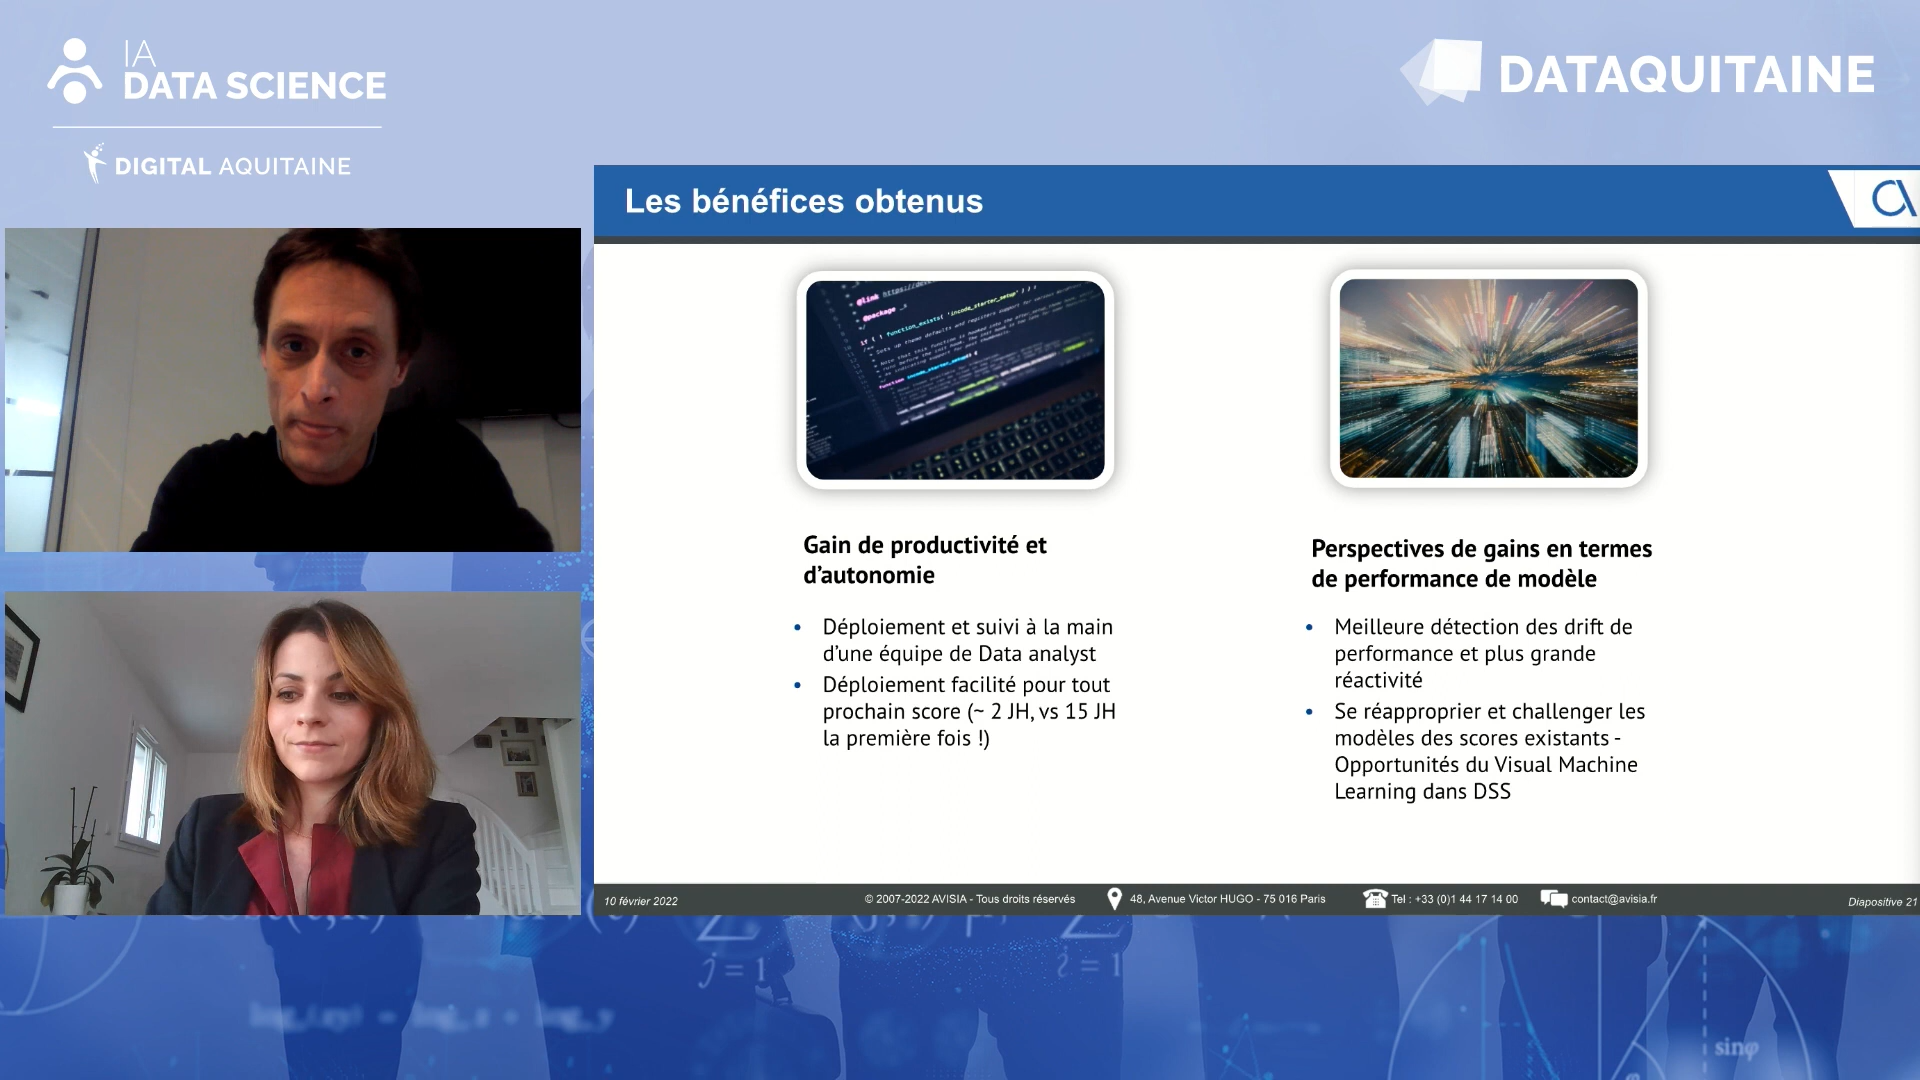 IA
DATA SCIENCE
DIGITAL AQUITAINE
DATAQUITAINE
Les bénéfices obtenus
@link
@package
function_exists(
Gain de productivité et
d'autonomie
• Déploiement et suivi à la main
d'une équipe de Data analyst
• Déploiement facilité pour tout
prochain score (~ 2 JH, vs 15 JH
la première fois !)
Perspectives de gains en termes
de performance de modèle
• Meilleure détection des drift de
performance et plus grande
réactivité
• Se réapproprier et challenger les
modèles des scores existants -
Opportunités du Visual Machine
Learning dans DSS
10 février 2022
© 2007-2022 AVISIA - Tous droits réservés
48, Avenue Victor HUGO - 75 016 Paris
Tel : +33 (0)1 44 17 14 00
contact@avisia.fr
Diapositive 21
j = 1
sinφ